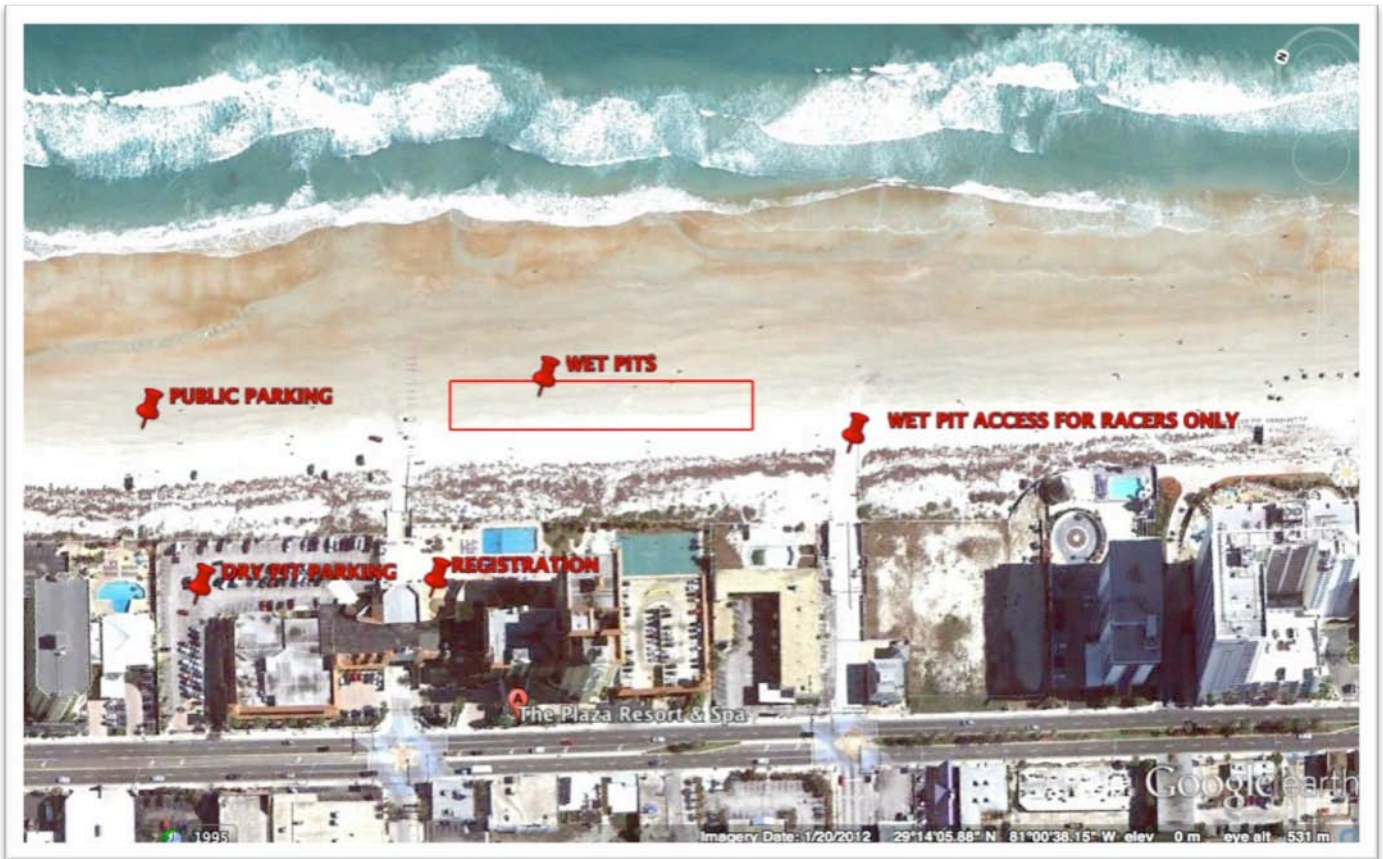 N
WET PITS
PUBLIC PARKING
WET PIT ACCESS FOR RACERS ONLY
REGISTRATION
DRY PIT PARKING
A
The Plaza Resort & Spa
Google earth
1995
Imagery Date: 1/20/2012 29°14'05.88" N 81°00'38.15" W elev 0 m eye alt 531 m